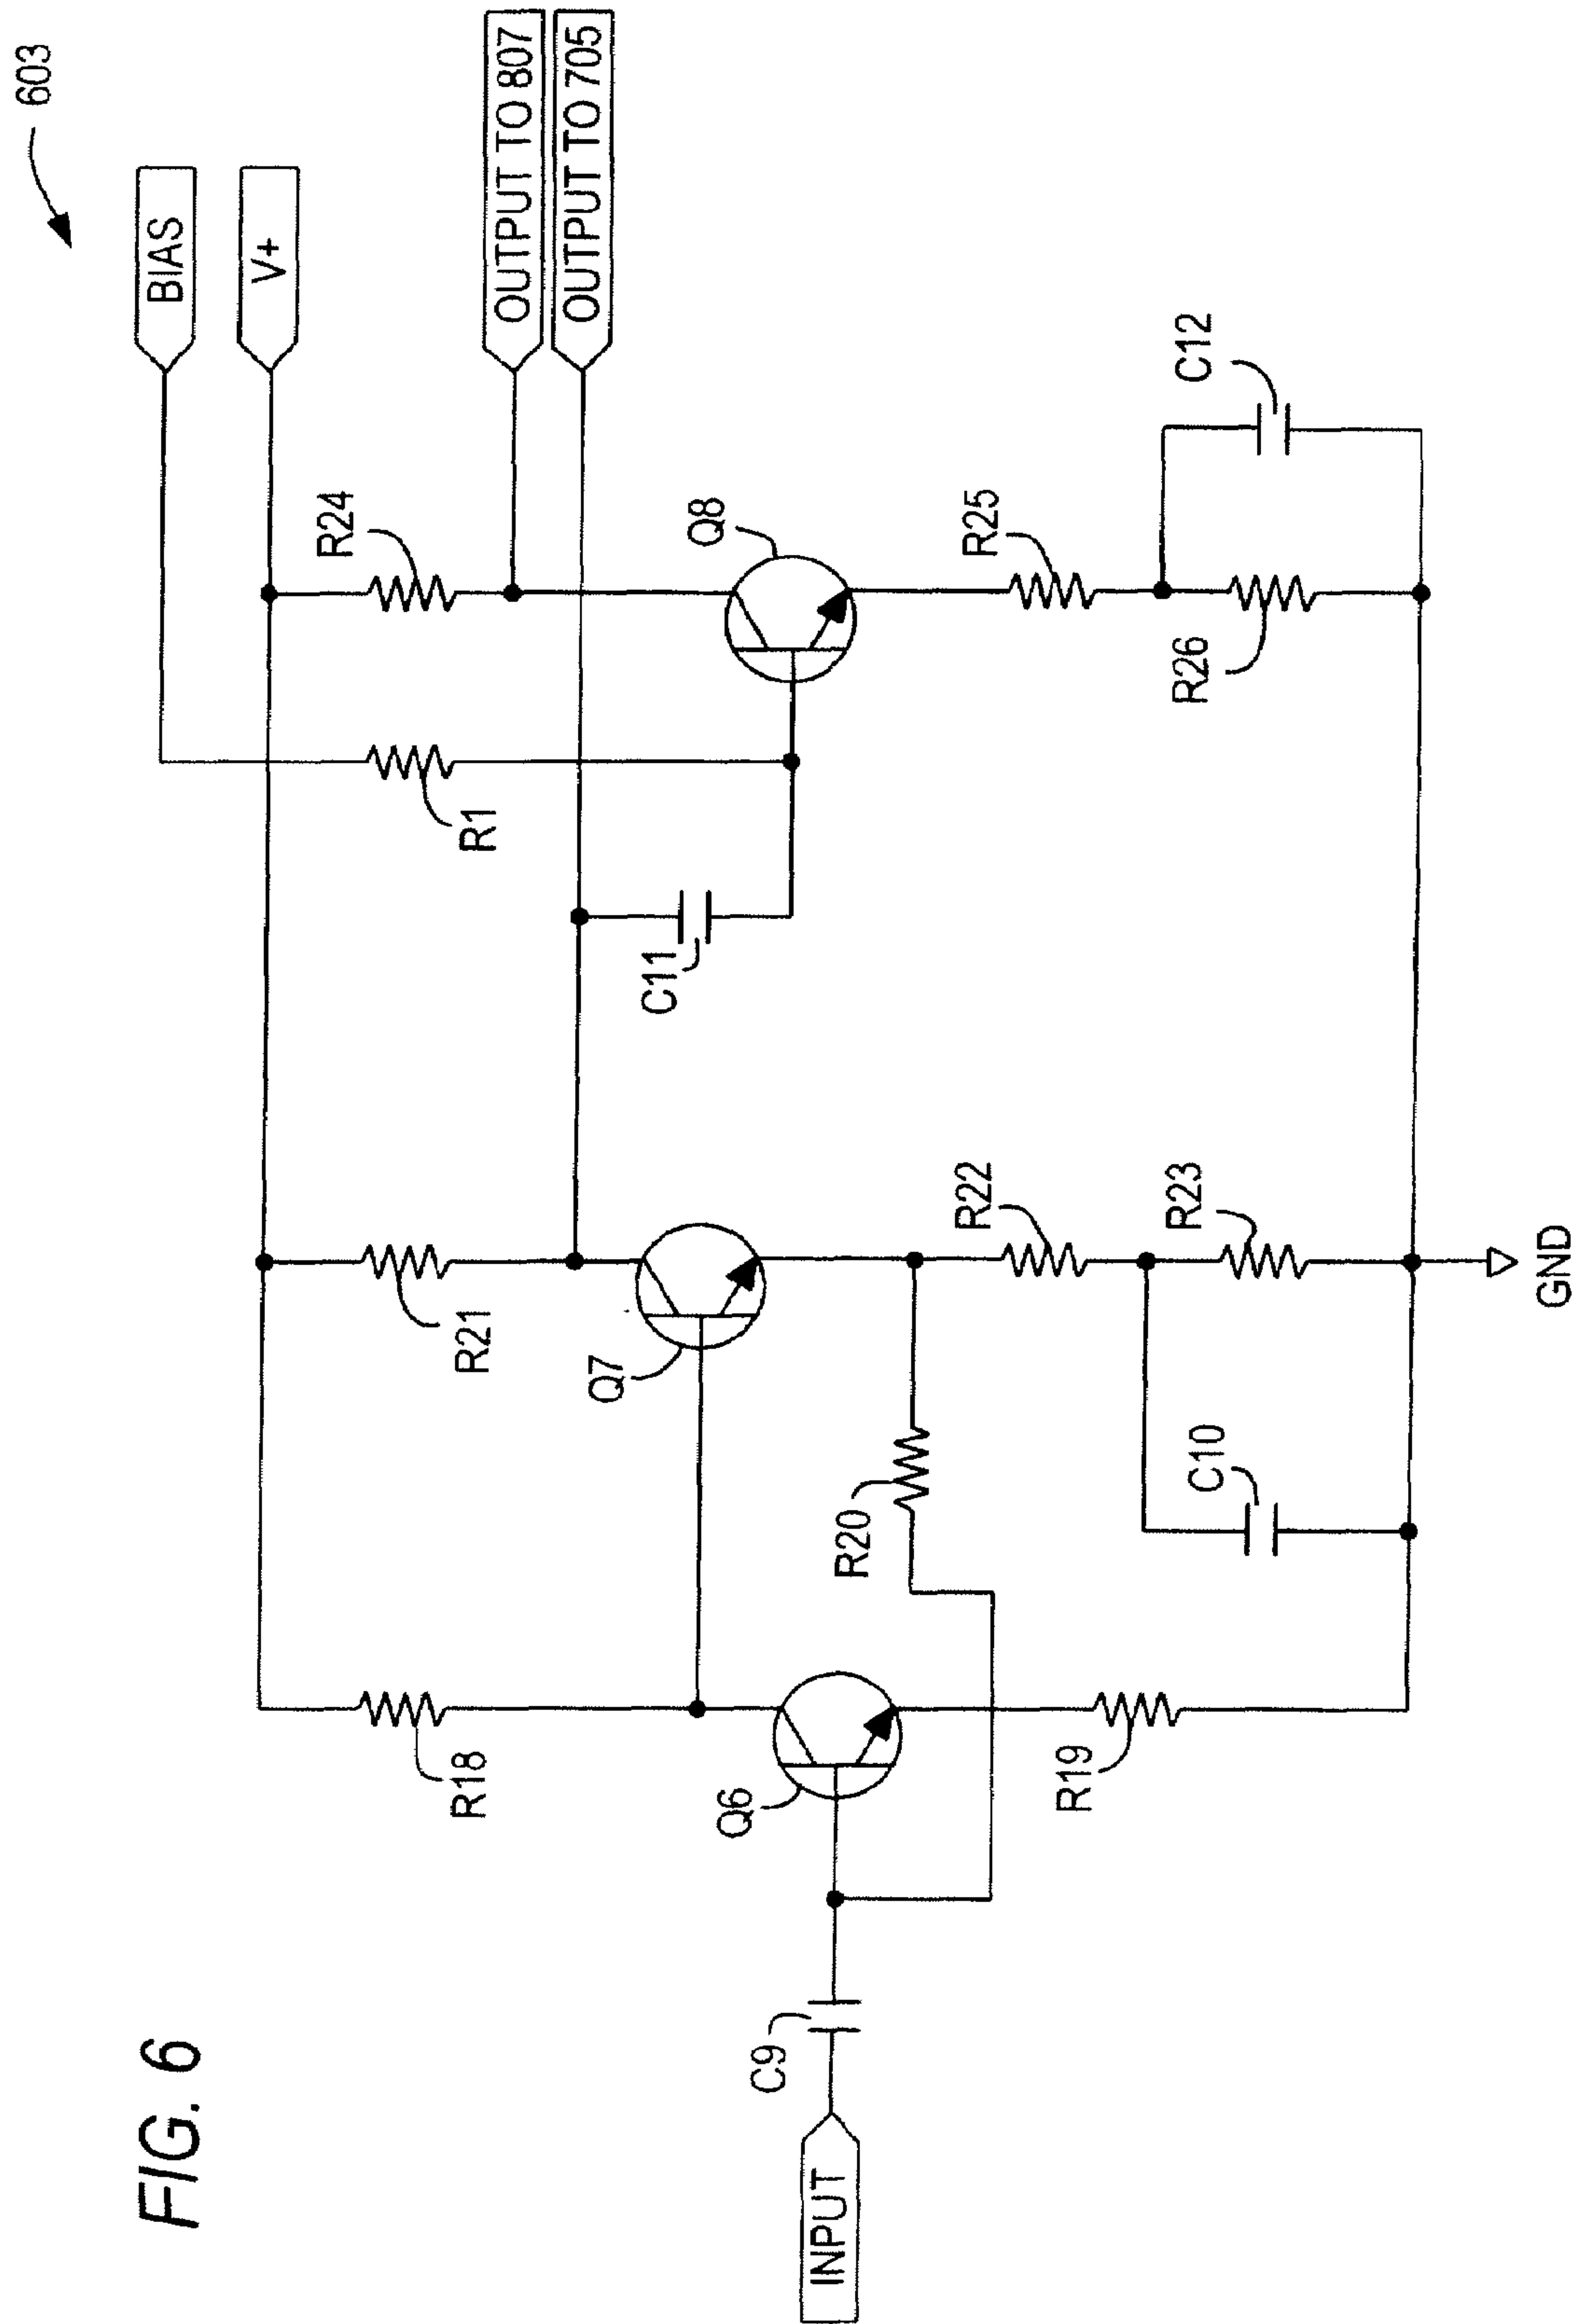 FIG. 6
603
BIAS
V+
OUTPUT TO 807
OUTPUT TO 705
R18
R21
R1
R24
Q7
C11
Q8
Q6
R20
R22
R25
C12
R19
C10
R23
R26
C9
INPUT
GND